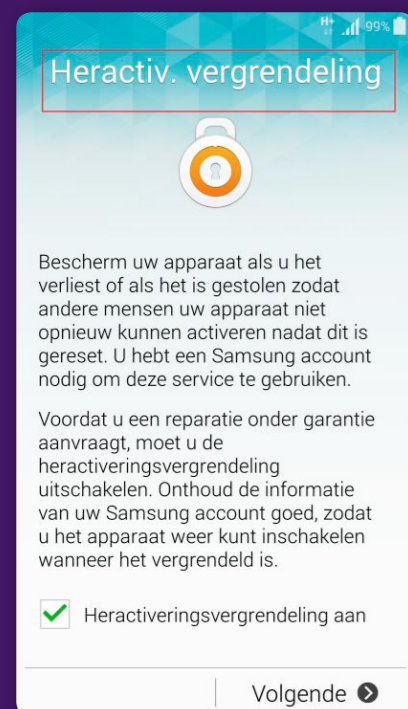 H+ 99%
Heractiv. vergrendeling
Bescherm uw apparaat als u het
verliest of als het is gestolen zodat
andere mensen uw apparaat niet
opnieuw kunnen activeren nadat dit is
gereset. U hebt een Samsung account
nodig om deze service te gebruiken.
Voordat u een reparatie onder garantie
aanvraagt, moet u de
heractiveringsvergrendeling
uitschakelen. Onthoud de informatie
van uw Samsung account goed, zodat
u het apparaat weer kunt inschakelen
wanneer het vergrendeld is.
Heractiveringsvergrendeling aan
Volgende